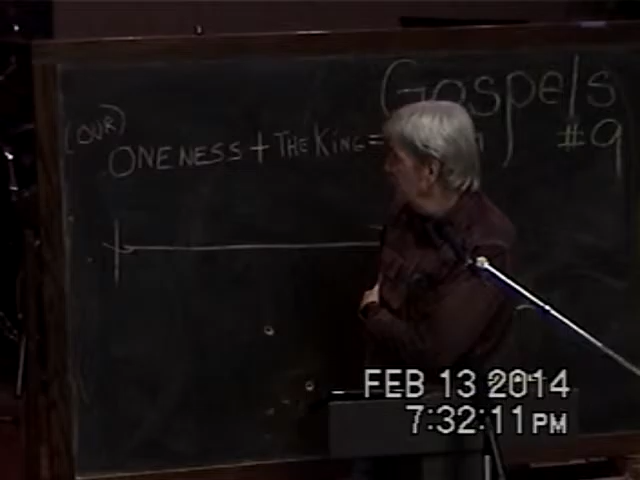 Gospels
#9
(OUR)
ONENESS + THE KING =
FEB 13 2014
7:32:11 PM